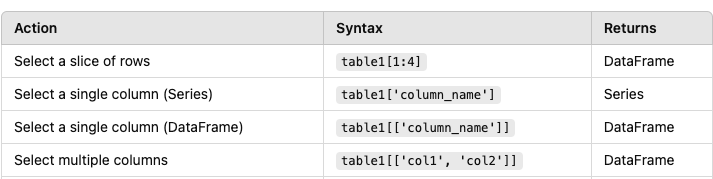 Action Syntax Returns
Select a slice of rows table1[1:4] DataFrame
Select a single column (Series) table1['column_name'] Series
Select a single column (DataFrame) table1[['column_name']] DataFrame
Select multiple columns table1[['col1', 'col2']] DataFrame